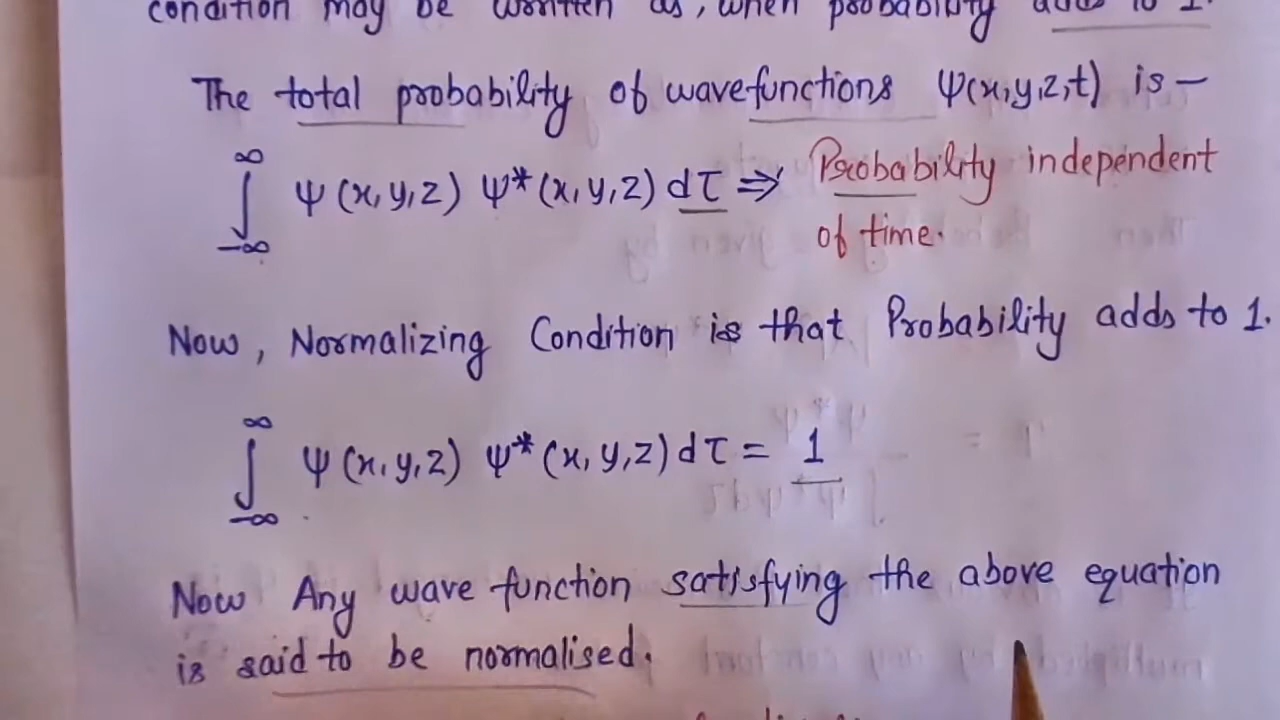 condition may be written as, when probability adds to 1.
The total probability of wavefunctions ψ(x,y,z,t) is —
∫_{-∞}^{∞} ψ (x,y,z) ψ* (x,y,z) dτ ⇒ Probability independent
of time.
Now, Normalizing Condition is that Probability adds to 1.
∫_{-∞}^{∞} ψ (x,y,z) ψ* (x,y,z) dτ = 1
Now Any wave function satisfying the above equation
is said to be normalised.